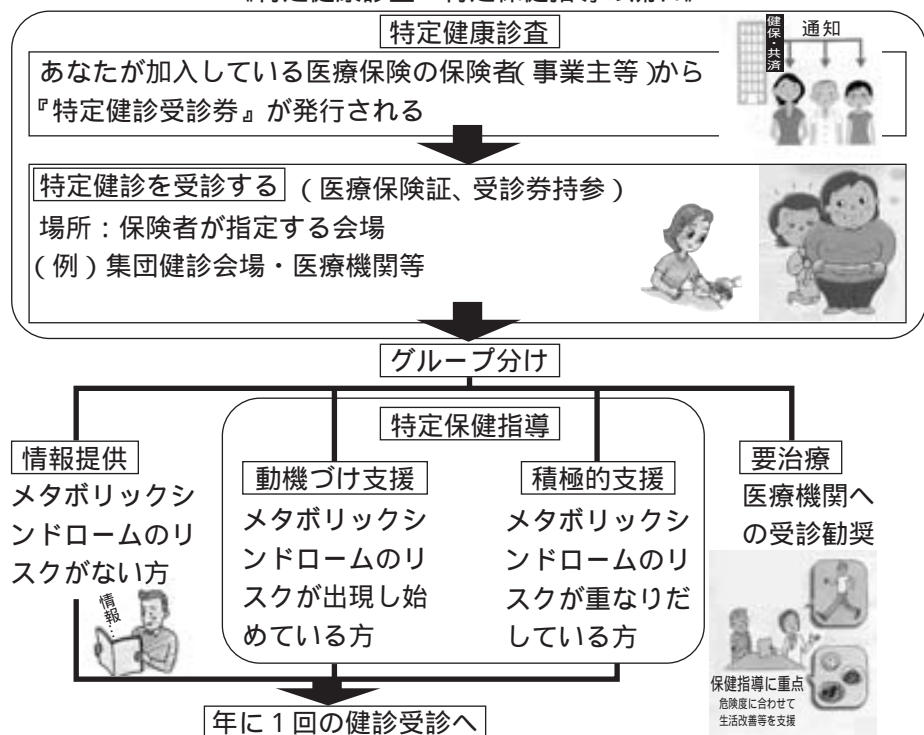 特定健康診査
健保・共済
通知
あなたが加入している医療保険の保険者(事業主等)から
『特定健診受診券』が発行される
特定健診を受診する (医療保険証、受診券持参)
場所:保険者が指定する会場
(例)集団健診会場・医療機関等
グループ分け
特定保健指導
情報提供
メタボリックシ
ンドロームのリ
スクがない方
情報…
動機づけ支援
メタボリックシ
ンドロームのリ
スクが出現し始
めている方
積極的支援
メタボリックシ
ンドロームのリ
スクが重なりだ
している方
要治療
医療機関へ
の受診勧奨
保健指導に重点
危険度に合わせて
生活改善等を支援
年に1回の健診受診へ